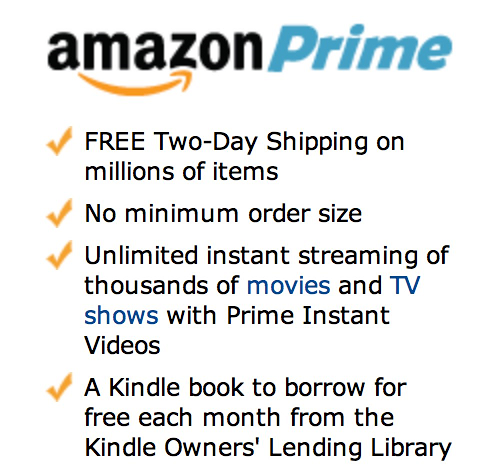 amazonPrime
FREE Two-Day Shipping on
millions of items
No minimum order size
Unlimited instant streaming of
thousands of movies and TV
shows with Prime Instant
Videos
A Kindle book to borrow for
free each month from the
Kindle Owners' Lending Library